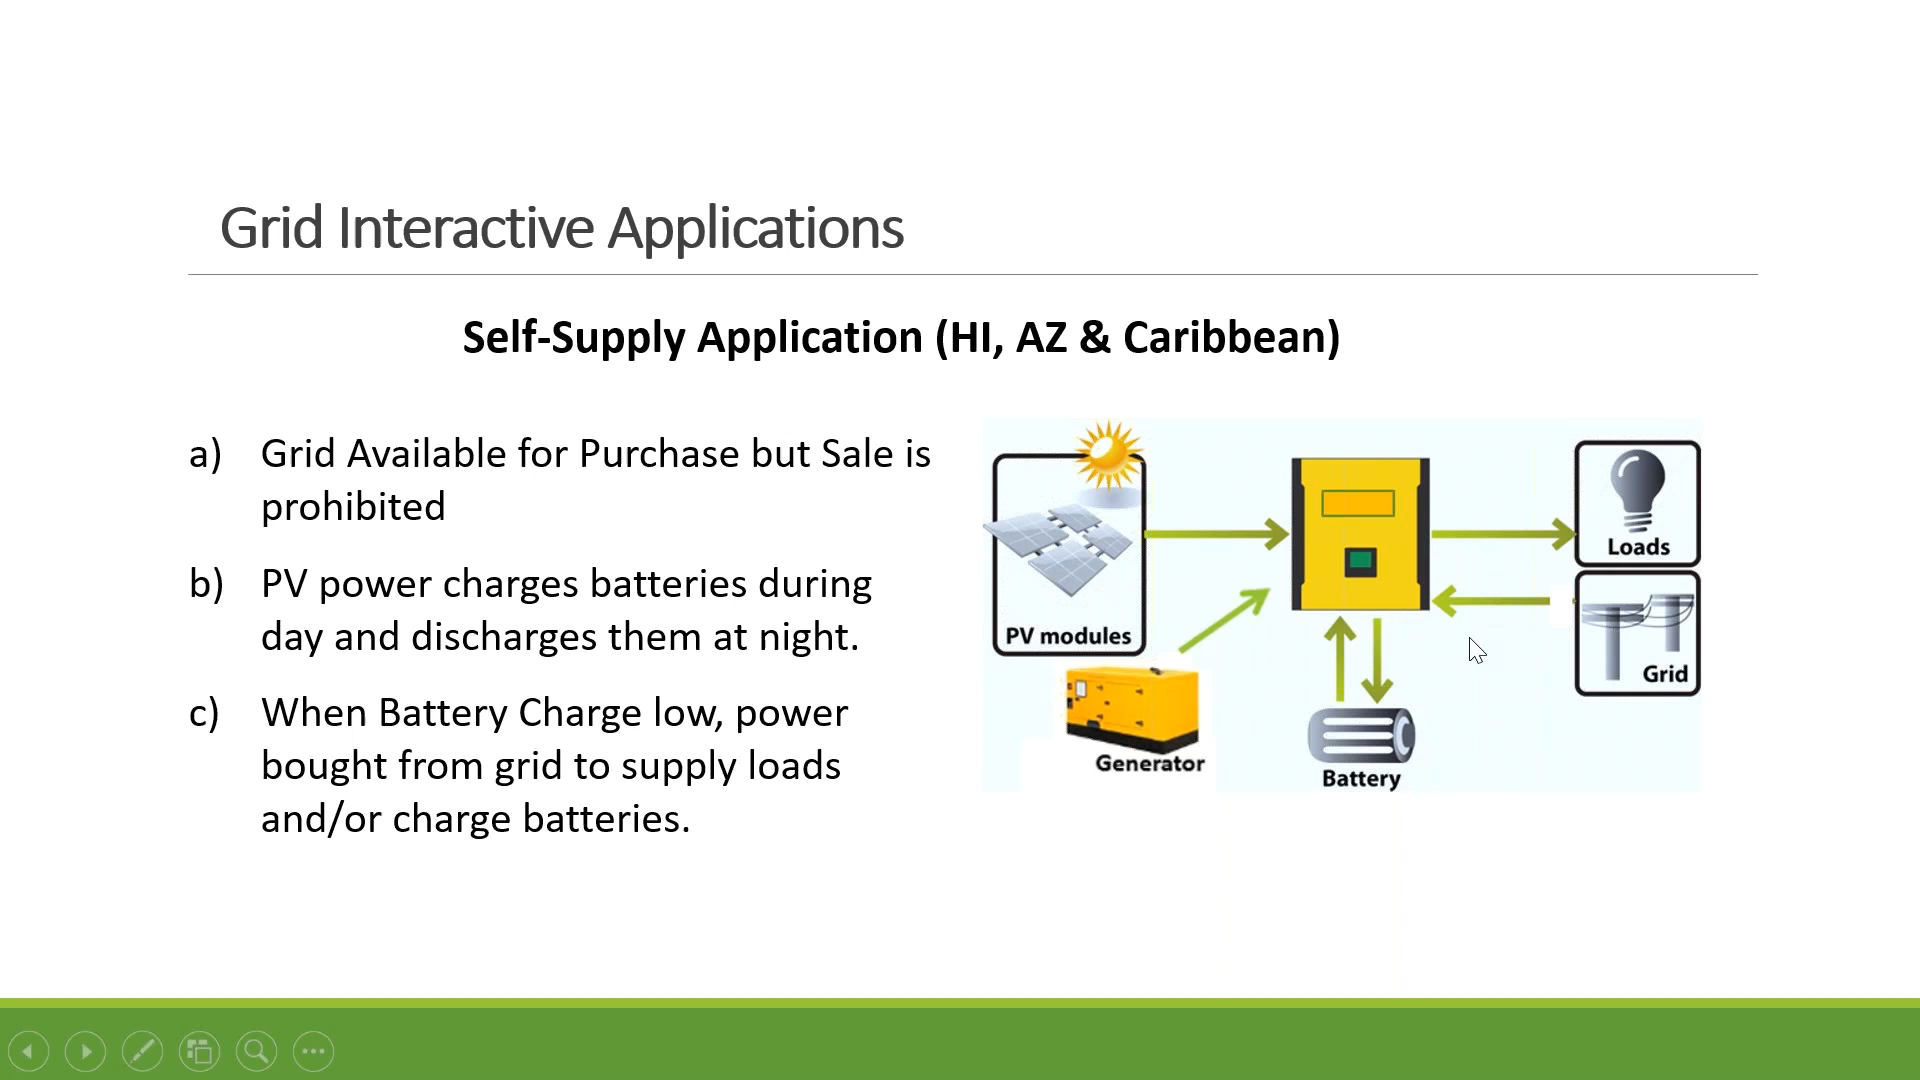 Grid Interactive Applications
Self-Supply Application (HI, AZ & Caribbean)
a) Grid Available for Purchase but Sale is
prohibited
b) PV power charges batteries during
day and discharges them at night.
c) When Battery Charge low, power
bought from grid to supply loads
and/or charge batteries.
PV modules
Generator
Battery
Loads
Grid